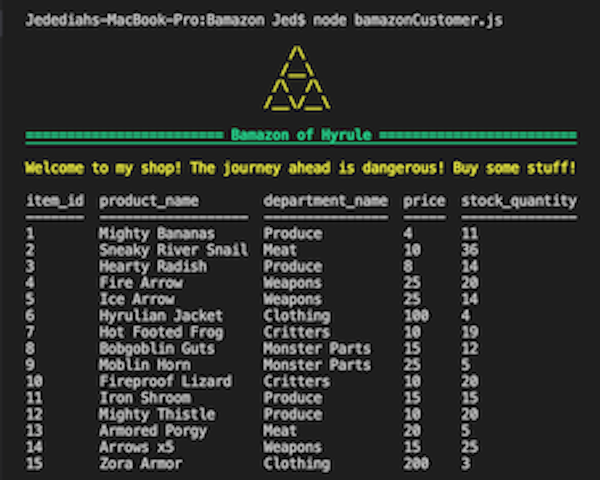 Jedediahs-MacBook-Pro:Bamazon Jed$ node bamazonCustomer.js
Bamazon of Hyrule
Welcome to my shop! The journey ahead is dangerous! Buy some stuff!
item_id product_name department_name price stock_quantity
1 Mighty Bananas Produce 4 11
2 Sneaky River Snail Meat 10 36
3 Hearty Radish Produce 8 14
4 Fire Arrow Weapons 25 20
5 Ice Arrow Weapons 25 14
6 Hyrulian Jacket Clothing 100 4
7 Hot Footed Frog Critters 10 19
8 Bobgoblin Guts Monster Parts 15 12
9 Moblin Horn Monster Parts 25 5
10 Fireproof Lizard Critters 10 20
11 Iron Shroom Produce 15 15
12 Mighty Thistle Produce 10 20
13 Armored Porgy Meat 20 5
14 Arrows x5 Weapons 15 25
15 Zora Armor Clothing 200 3